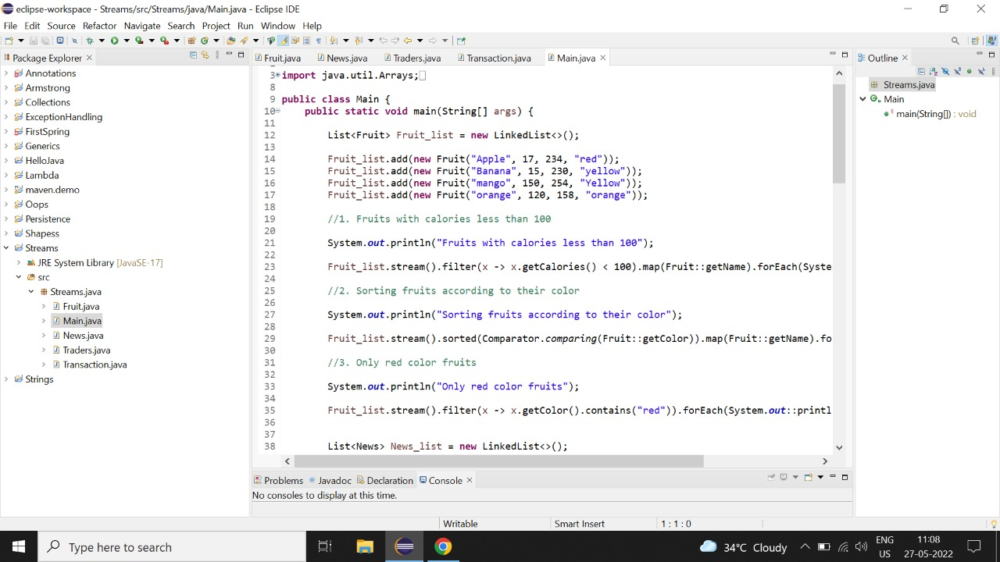 eclipse-workspace - Streams/src/Streams/java/Main.java - Eclipse IDE
File Edit Source Refactor Navigate Search Project Run Window Help
Package Explorer
Annotations
Armstrong
Collections
ExceptionHandling
FirstSpring
Generics
HelloJava
Lambda
maven.demo
Oops
Persistence
Shapess
Streams
JRE System Library [JavaSE-17]
src
Streams.java
Fruit.java
Main.java
News.java
Traders.java
Transaction.java
Strings
Fruit.java News.java Traders.java Transaction.java Main.java
3 import java.util.Arrays;
8
9 public class Main {
10 public static void main(String[] args) {
11
12 List<Fruit> Fruit_list = new LinkedList<>();
13
14 Fruit_list.add(new Fruit("Apple", 17, 234, "red"));
15 Fruit_list.add(new Fruit("Banana", 15, 230, "yellow"));
16 Fruit_list.add(new Fruit("mango", 150, 254, "Yellow"));
17 Fruit_list.add(new Fruit("orange", 120, 158, "orange"));
18
19 //1. Fruits with calories less than 100
20
21 System.out.println("Fruits with calories less than 100");
22
23 Fruit_list.stream().filter(x -> x.getCalories() < 100).map(Fruit::getName).forEach(Syste
24
25 //2. Sorting fruits according to their color
26
27 System.out.println("Sorting fruits according to their color");
28
29 Fruit_list.stream().sorted(Comparator.comparing(Fruit::getColor)).map(Fruit::getName).fo
30
31 //3. Only red color fruits
32
33 System.out.println("Only red color fruits");
34
35 Fruit_list.stream().filter(x -> x.getColor().contains("red")).forEach(System.out::printl
36
37
38 List<News> News_list = new LinkedList<>();
Problems Javadoc Declaration Console
No consoles to display at this time.
Outline
Streams.java
Main
main(String[]) : void
Writable Smart Insert 1 : 1 : 0
Type here to search
34°C Cloudy
ENG
US
11:08
27-05-2022